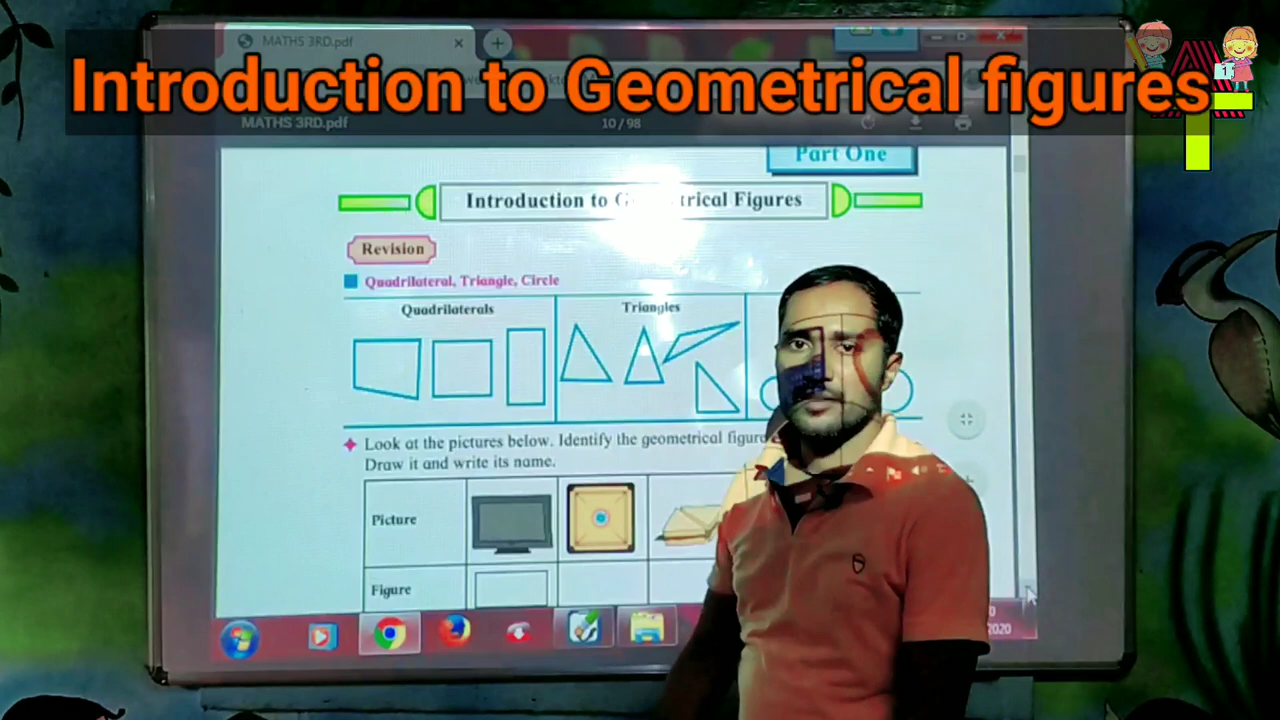 MATHS 3RD.pdf
Introduction to Geometrical figures
MATHS 3RD.pdf
10 / 98
Part One
Introduction to G trical Figures
Revision
Quadrilateral, Triangle, Circle
Quadrilaterals
Triangles
Look at the pictures below. Identify the geometrical
Draw it and write its name.
Picture
Figure
2020